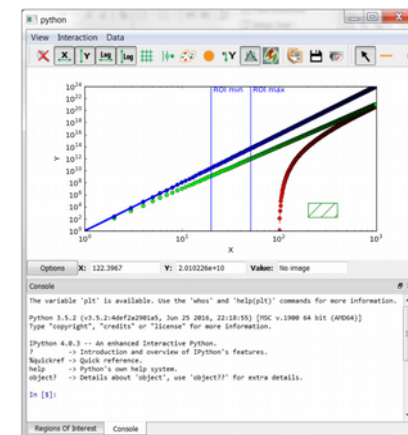 python
View Interaction Data
X Y Log Log 1Y
ROI min ROI max
10^24
10^22
10^20
10^18
10^16
10^14
10^12
10^10
10^8
10^6
10^4
10^2
10^0
Y
10^0 10^1 10^2 10^3
X
Options X: 122.3967 Y: 2.010226e+10 Value: No image
Console
The variable 'plt' is available. Use the 'whos' and 'help(plt)' commands for more information.
Python 3.5.2 (v3.5.2:4def2a2901a5, Jun 25 2016, 22:18:55) [MSC v.1900 64 bit (AMD64)]
Type "copyright", "credits" or "license" for more information.
IPython 4.0.3 -- An enhanced Interactive Python.
? -> Introduction and overview of IPython's features.
%quickref -> Quick reference.
help -> Python's own help system.
object? -> Details about 'object', use 'object??' for extra details.
In [1]:
Regions Of Interest Console